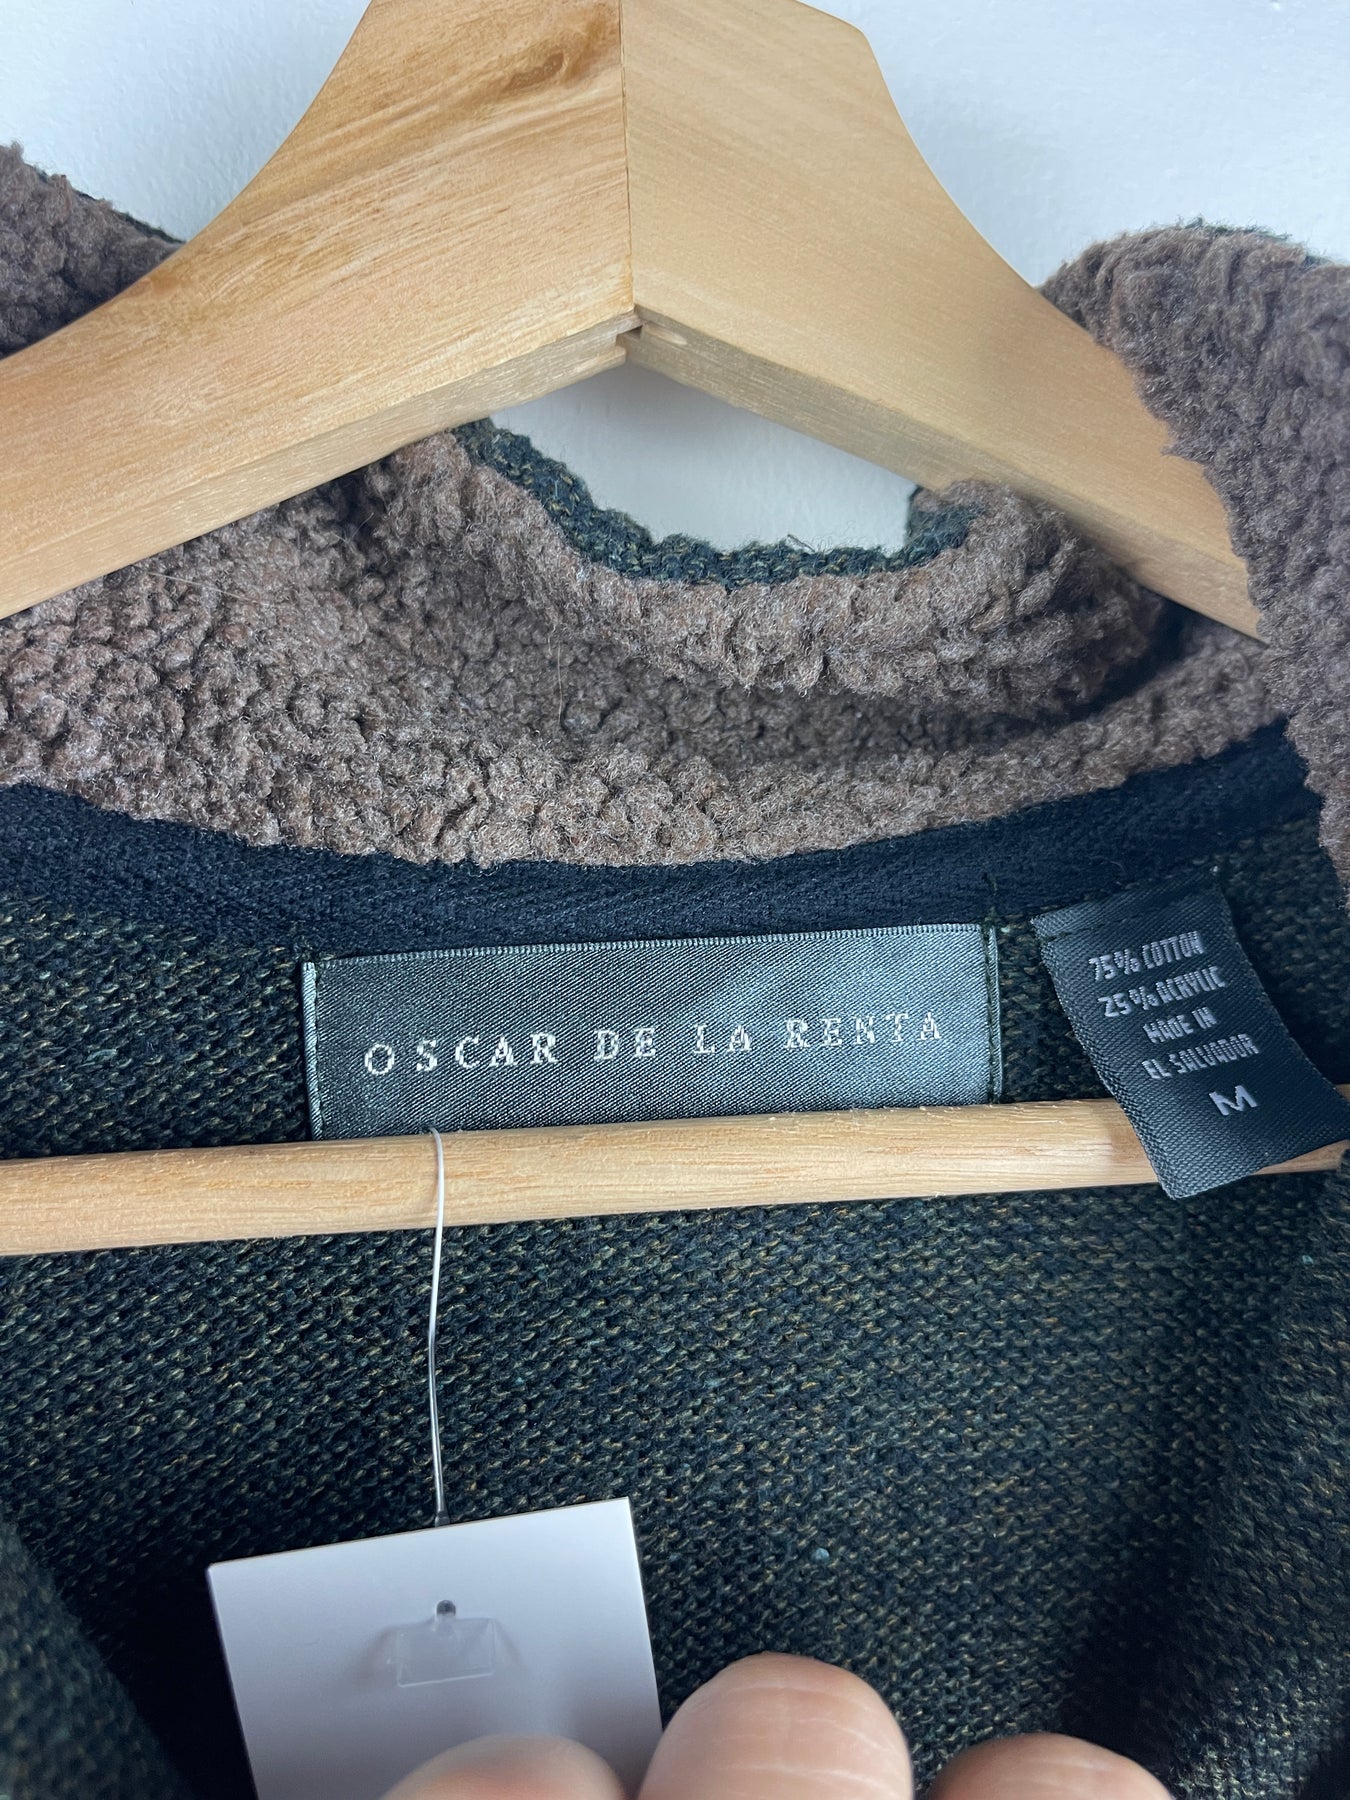 OSCAR DE LA RENTA
75% COTTON
25% ACRYLIC
MADE IN
EL SALVADOR
M